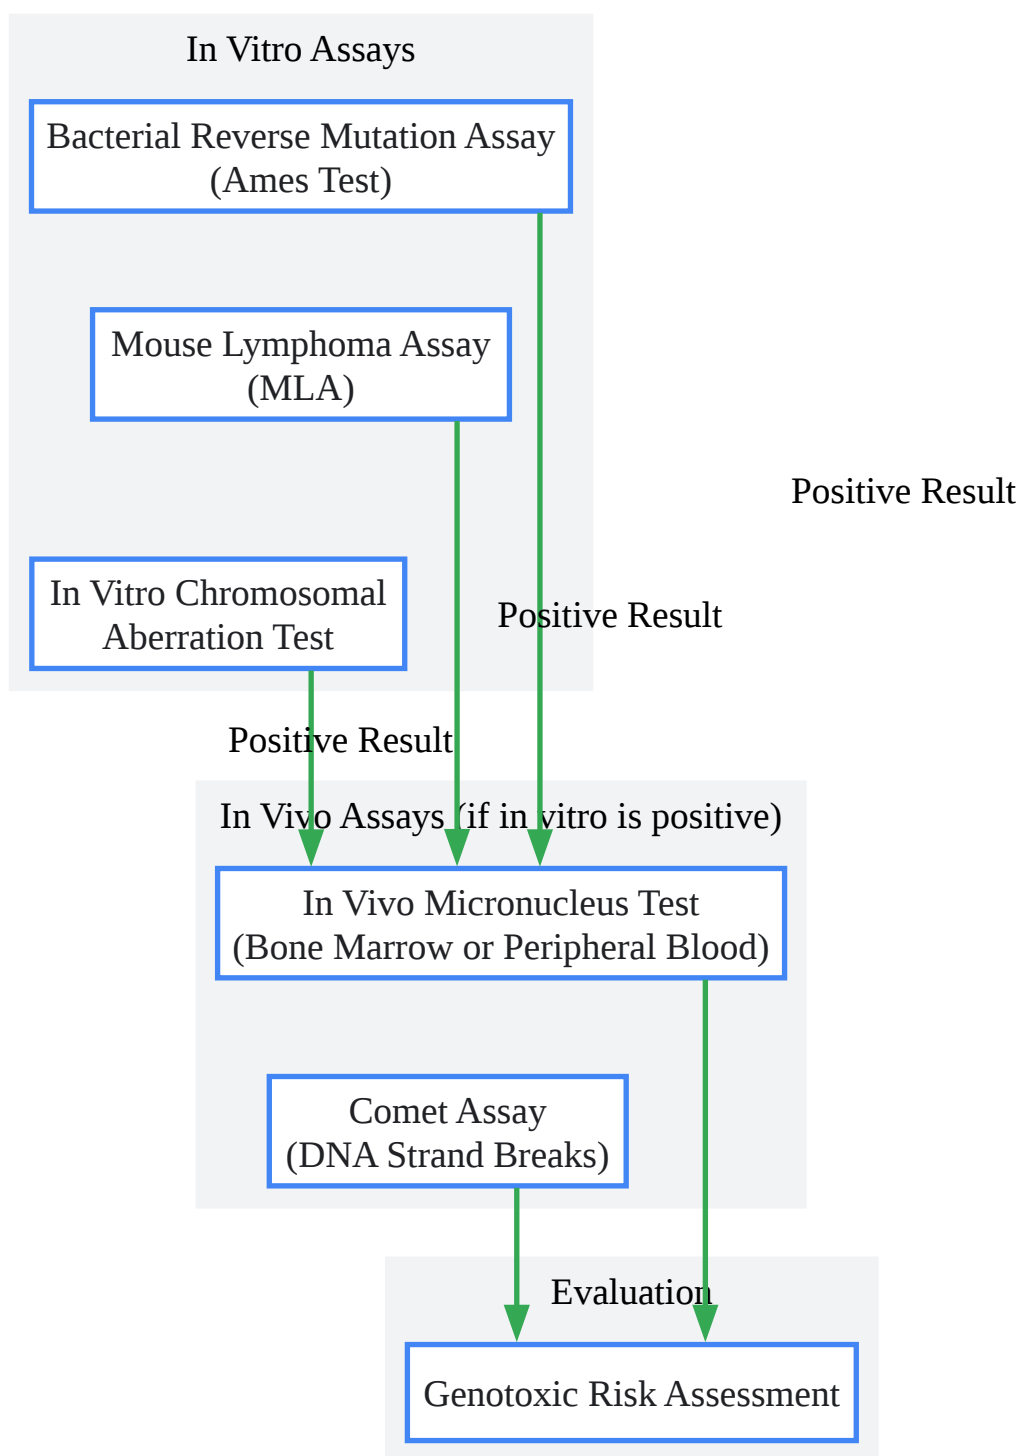 In Vitro Assays
Bacterial Reverse Mutation Assay
(Ames Test)
Mouse Lymphoma Assay
(MLA)
Positive Result
In Vitro Chromosomal
Aberration Test
Positive Result
Positive Result
In Vivo Assays (if in vitro is positive)
In Vivo Micronucleus Test
(Bone Marrow or Peripheral Blood)
Comet Assay
(DNA Strand Breaks)
Evaluation
Genotoxic Risk Assessment